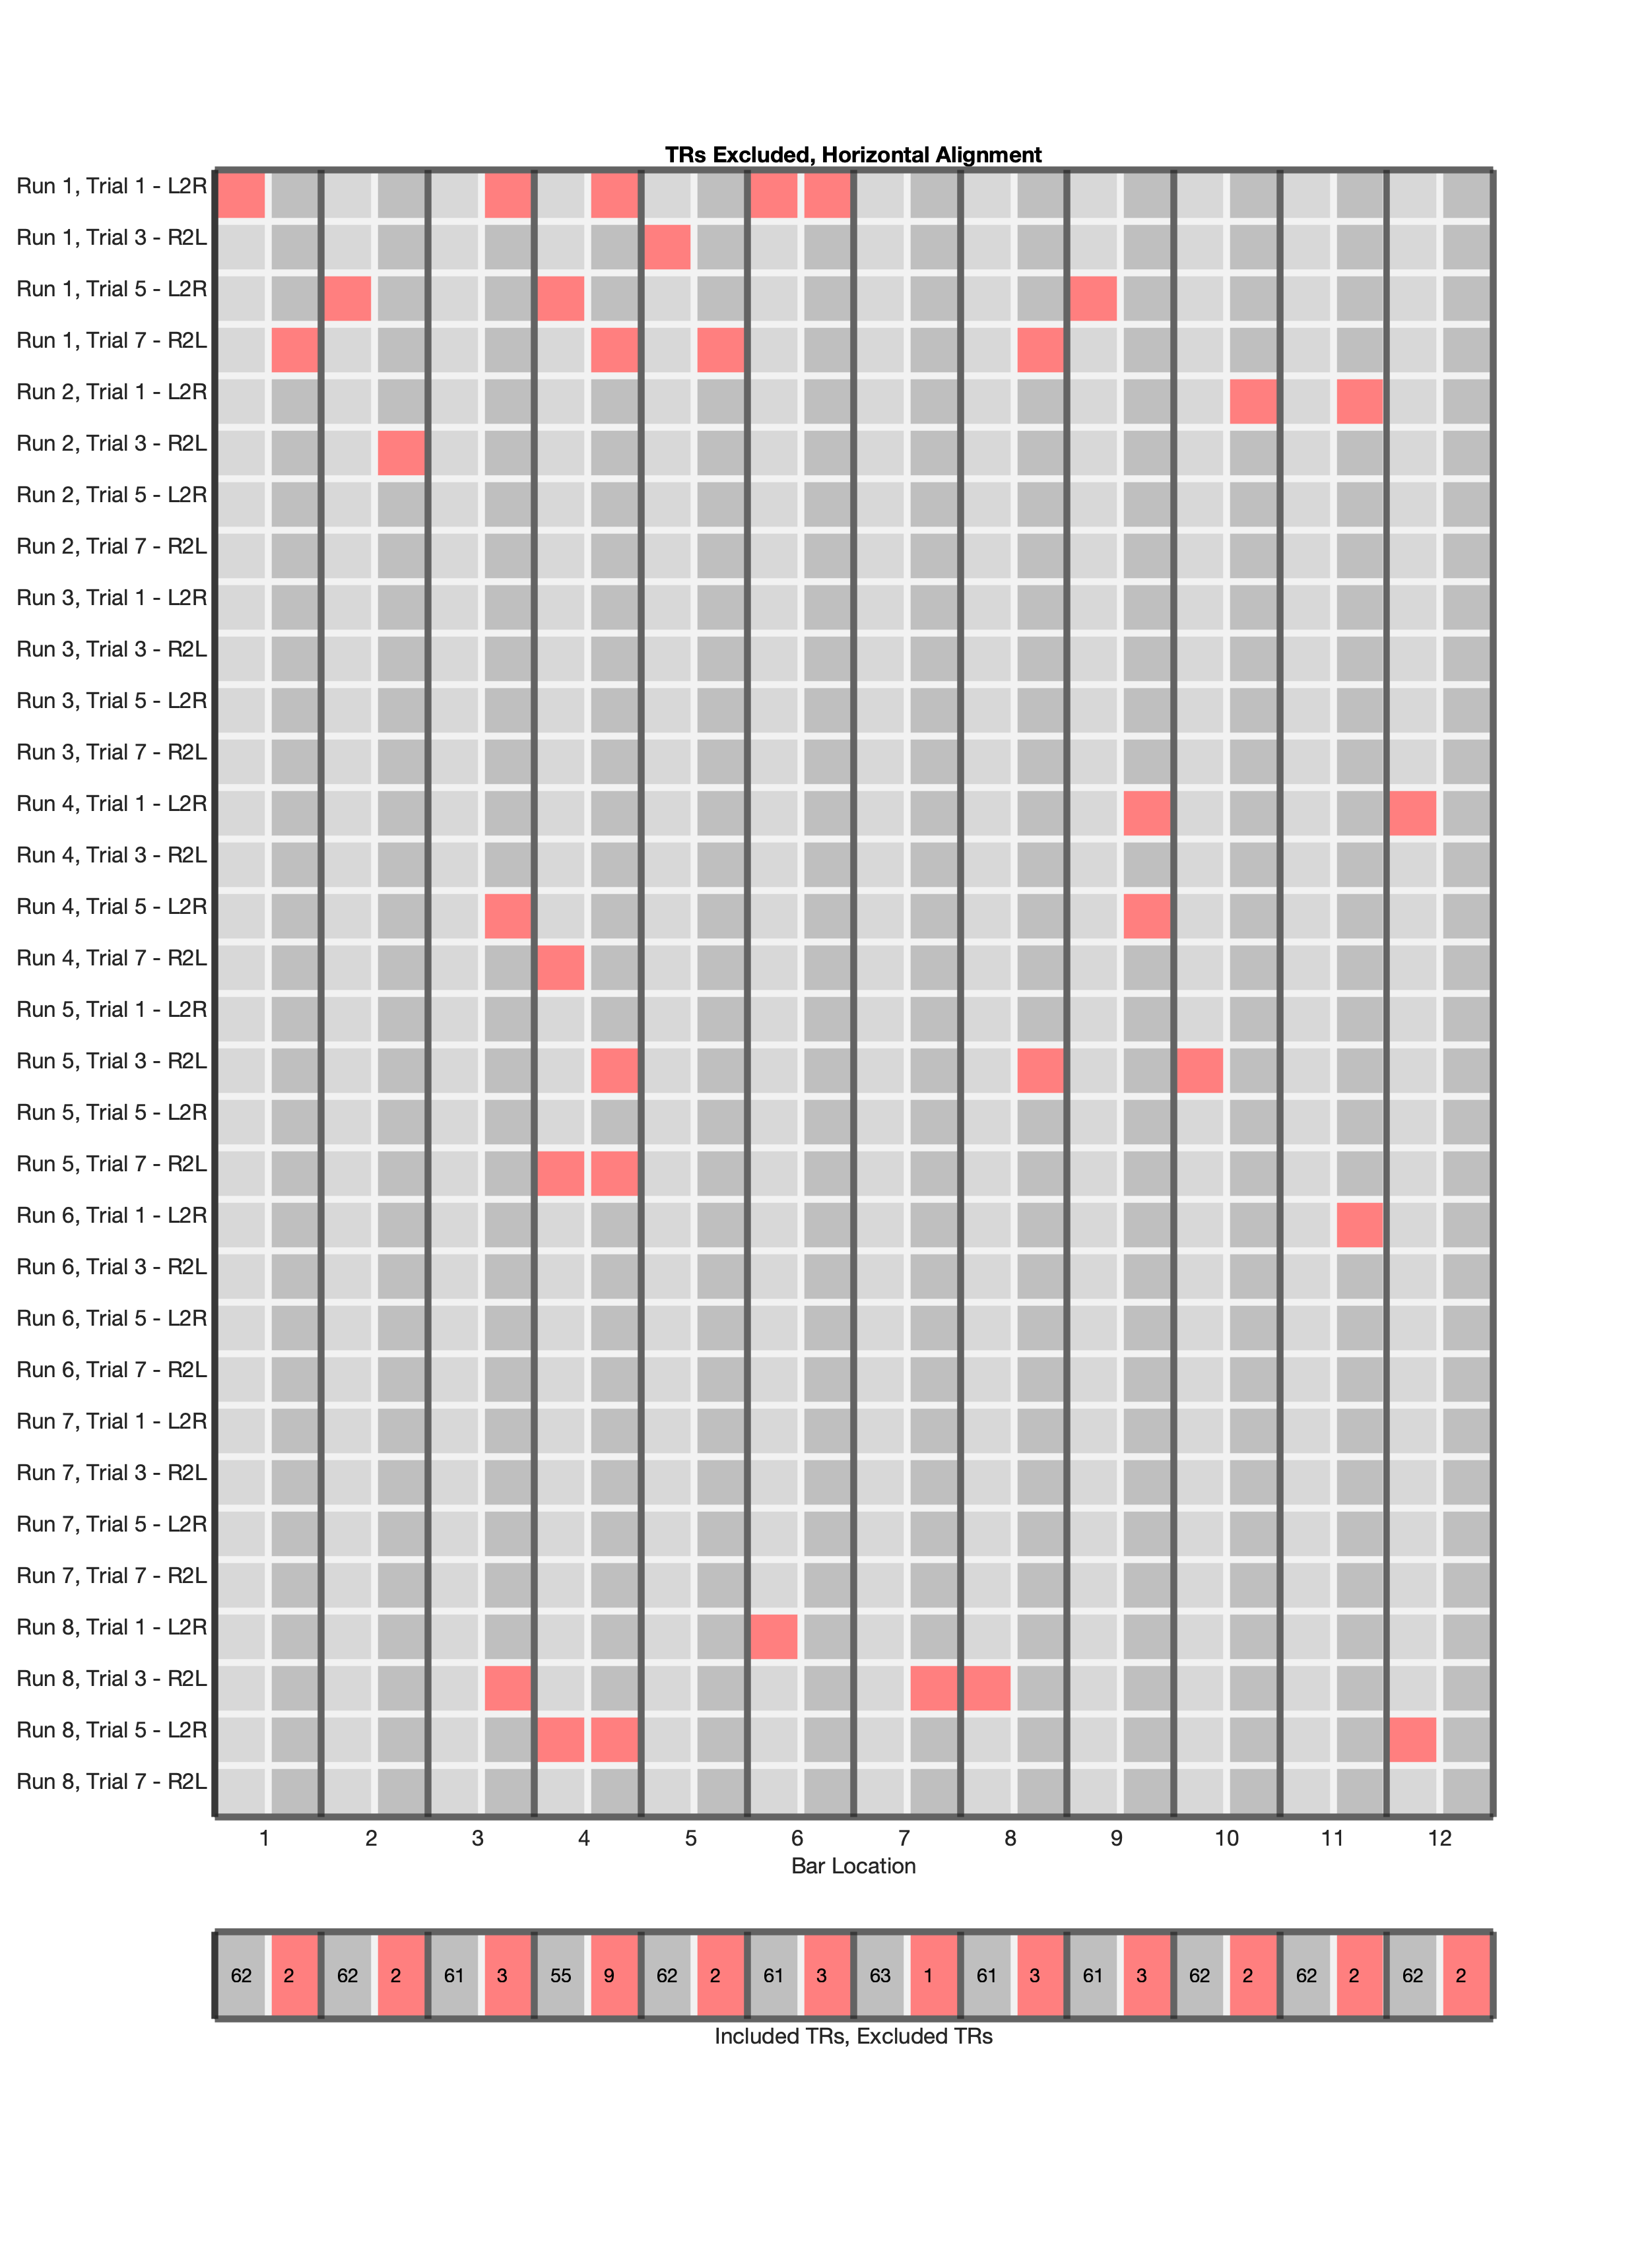 TRs Excluded, Horizontal Alignment
Run 1, Trial 1 - L2R
Run 1, Trial 3 - R2L
Run 1, Trial 5 - L2R
Run 1, Trial 7 - R2L
Run 2, Trial 1 - L2R
Run 2, Trial 3 - R2L
Run 2, Trial 5 - L2R
Run 2, Trial 7 - R2L
Run 3, Trial 1 - L2R
Run 3, Trial 3 - R2L
Run 3, Trial 5 - L2R
Run 3, Trial 7 - R2L
Run 4, Trial 1 - L2R
Run 4, Trial 3 - R2L
Run 4, Trial 5 - L2R
Run 4, Trial 7 - R2L
Run 5, Trial 1 - L2R
Run 5, Trial 3 - R2L
Run 5, Trial 5 - L2R
Run 5, Trial 7 - R2L
Run 6, Trial 1 - L2R
Run 6, Trial 3 - R2L
Run 6, Trial 5 - L2R
Run 6, Trial 7 - R2L
Run 7, Trial 1 - L2R
Run 7, Trial 3 - R2L
Run 7, Trial 5 - L2R
Run 7, Trial 7 - R2L
Run 8, Trial 1 - L2R
Run 8, Trial 3 - R2L
Run 8, Trial 5 - L2R
Run 8, Trial 7 - R2L
1 2 3 4 5 6 7 8 9 10 11 12
Bar Location
62 2 62 2 61 3 55 9 62 2 61 3 63 1 61 3 61 3 62 2 62 2 62 2
Included TRs, Excluded TRs